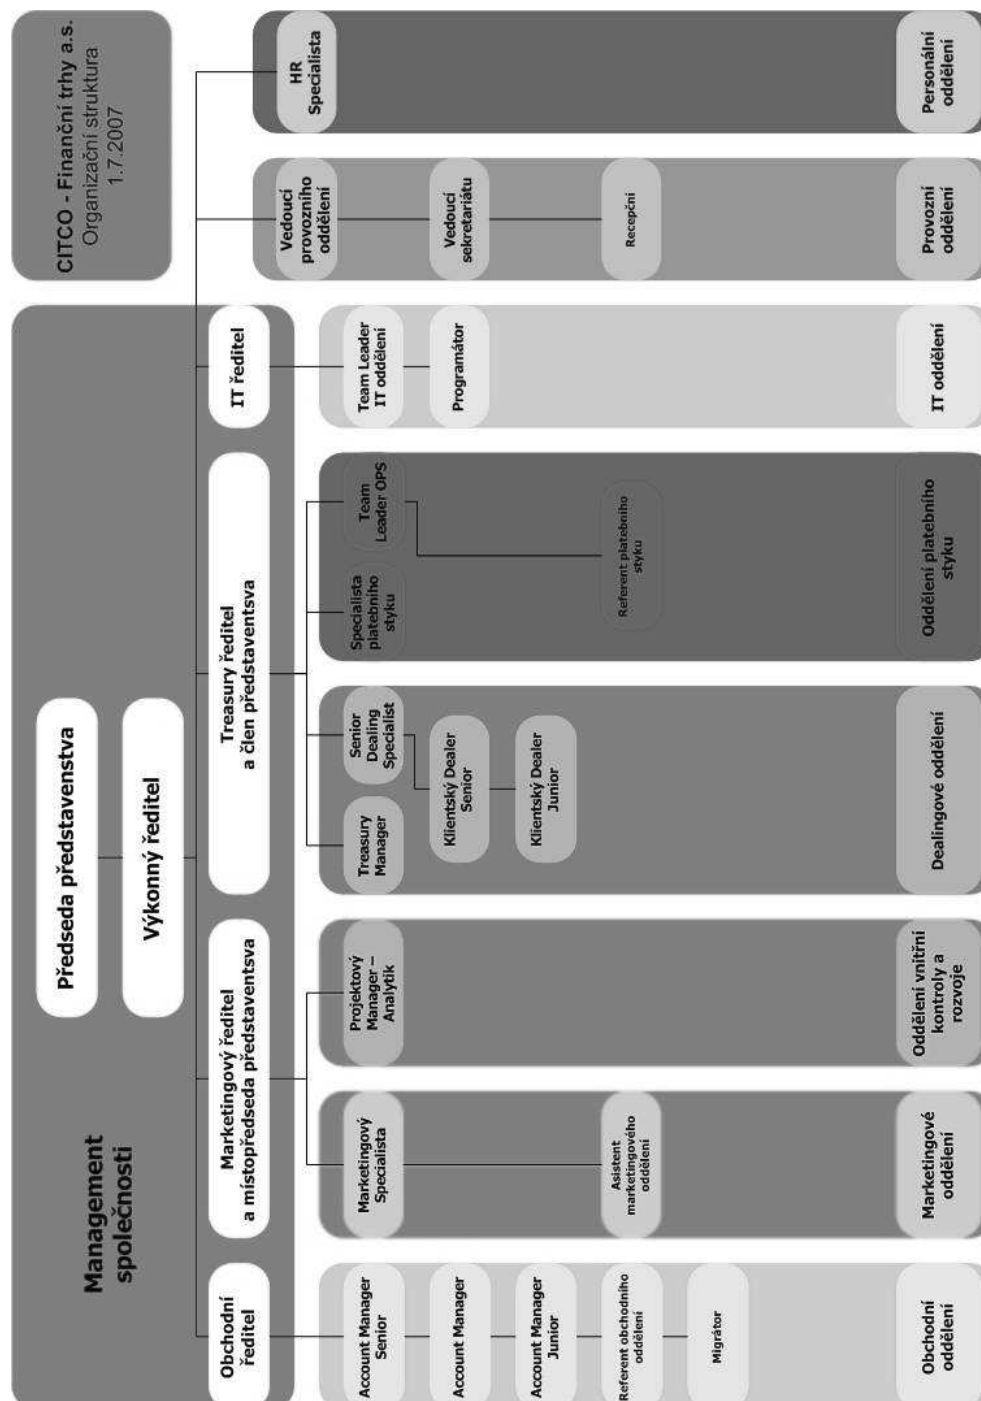 CITCO - Finanční trhy a.s.
Organizační struktura
1.7.2007
Management
společnosti
Předseda představenstva
Výkonný ředitel
Obchodní
ředitel
Marketingový ředitel
a místopředseda představentsva
Treasury ředitel
a člen představentsva
IT ředitel
Account Manager
Senior
Account Manager
Account Manager
Junior
Referent obchodního
oddělení
Migrátor
Obchodní
oddělení
Marketingový
Specialista
Asistent
marketingového
oddělení
Marketingové
oddělení
Projektový
Manager –
Analytik
Oddělení vnitřní
kontroly a
rozvoje
Treasury
Manager
Senior
Dealing
Specialist
Klientský Dealer
Senior
Klientský Dealer
Junior
Dealingové oddělení
Specialista
platebního
styku
Team
Leader OPS
Referent platebního
styku
Oddělení platebního
styku
Team Leader
IT oddělení
Programátor
IT oddělení
Vedoucí
provozního
oddělení
Vedoucí
sekretariátu
Recepční
Provozní
oddělení
HR
Specialista
Personální
oddělení